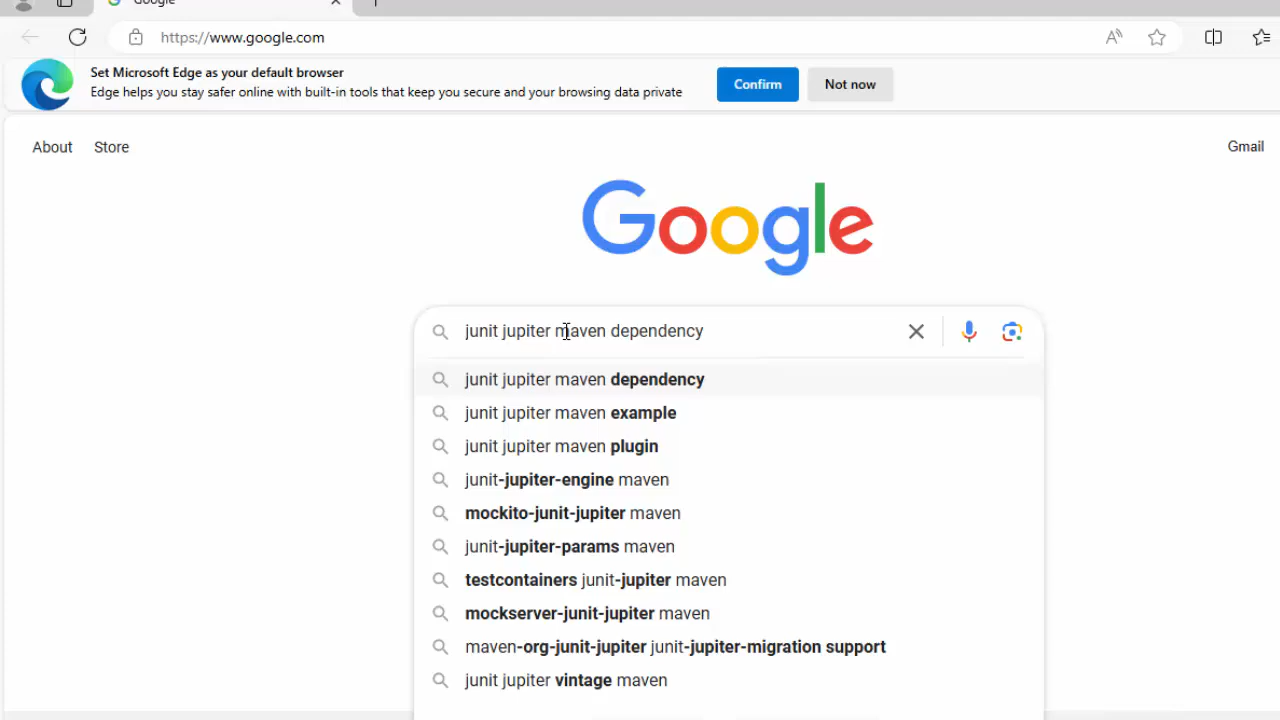 Google
https://www.google.com
Set Microsoft Edge as your default browser
Edge helps you stay safer online with built-in tools that keep you secure and your browsing data private
Confirm
Not now
About
Store
Gmail
Google
junit jupiter maven dependency
junit jupiter maven dependency
junit jupiter maven example
junit jupiter maven plugin
junit-jupiter-engine maven
mockito-junit-jupiter maven
junit-jupiter-params maven
testcontainers junit-jupiter maven
mockserver-junit-jupiter maven
maven-org-junit-jupiter junit-jupiter-migration support
junit jupiter vintage maven